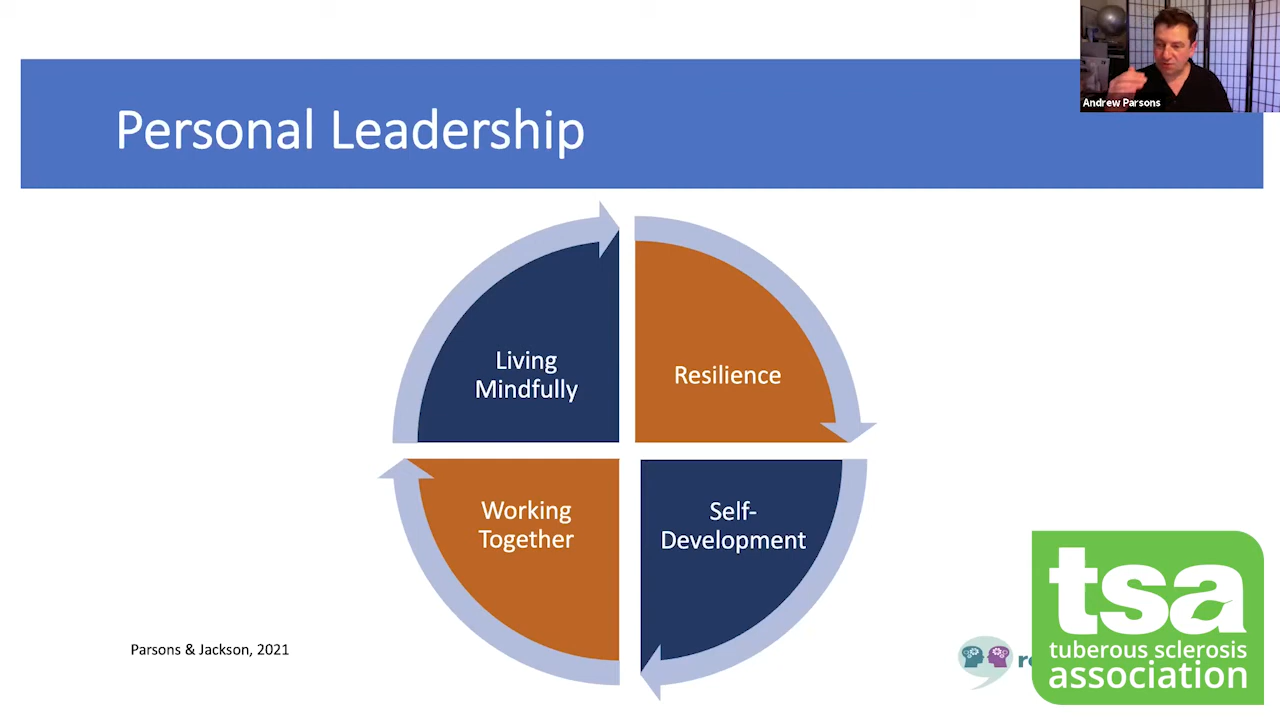 Andrew Parsons
Personal Leadership
Living
Mindfully
Resilience
Working
Together
Self-
Development
Parsons & Jackson, 2021
tsa
tuberous sclerosis
association